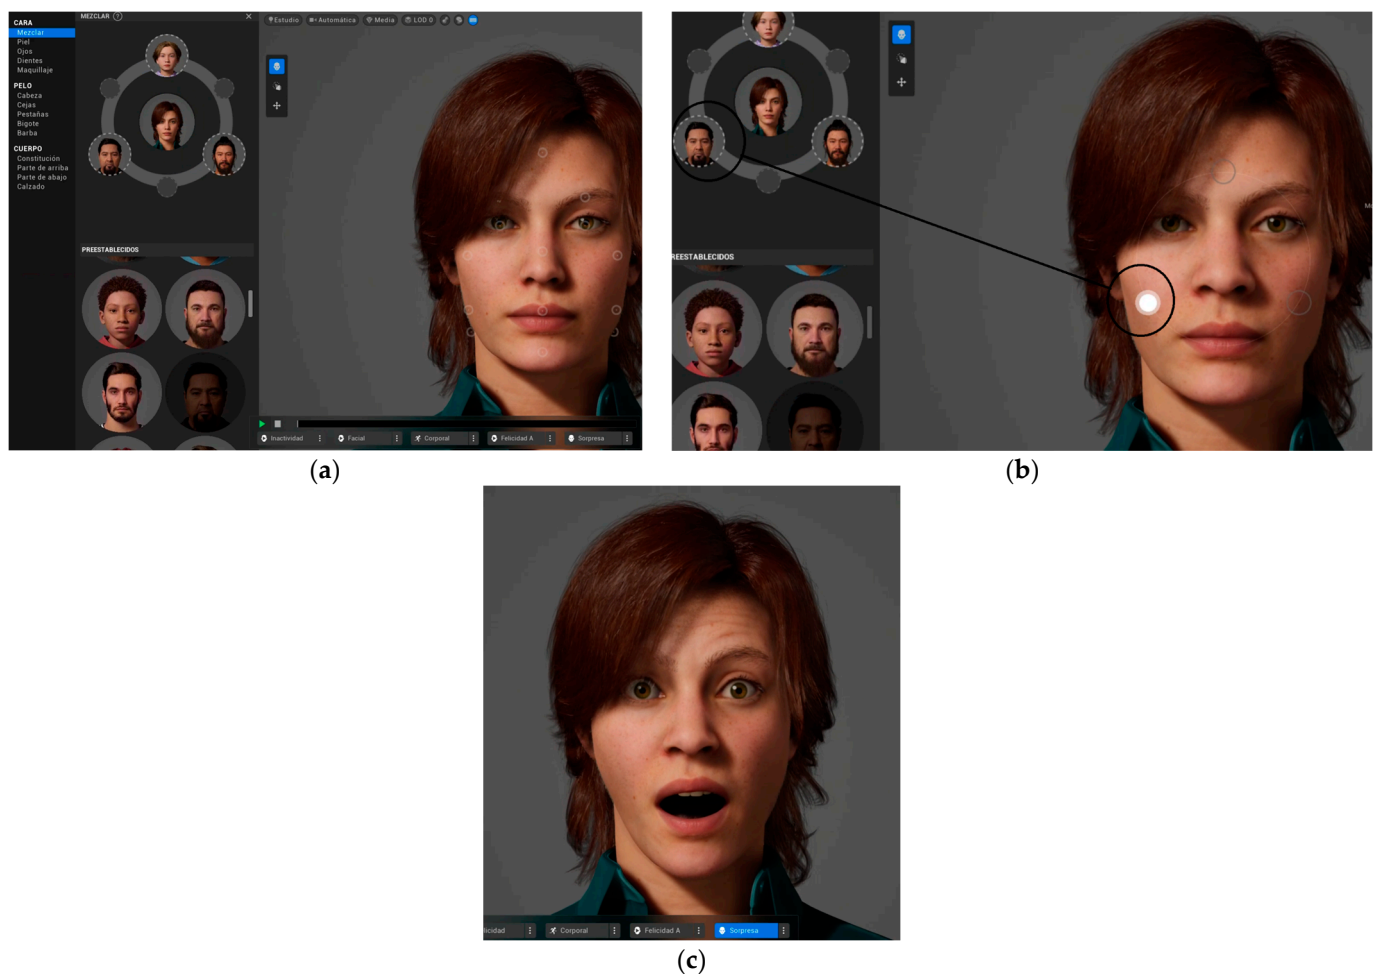 CARA
Mezclar
Piel
Ojos
Dientes
Maquillaje
PELO
Cabeza
Cejas
Pestañas
Bigote
Barba
CUERPO
Constitución
Parte de arriba
Parte de abajo
Calzado
MEZCLAR ?
PREESTABLECIDOS
Estudio
Automática
Media
LOD 0
Inactividad
Facial
Corporal
Felicidad A
Sorpresa
(a)
REESTABLECIDOS
(b)
licidad
Corporal
Felicidad A
Sorpresa
(c)